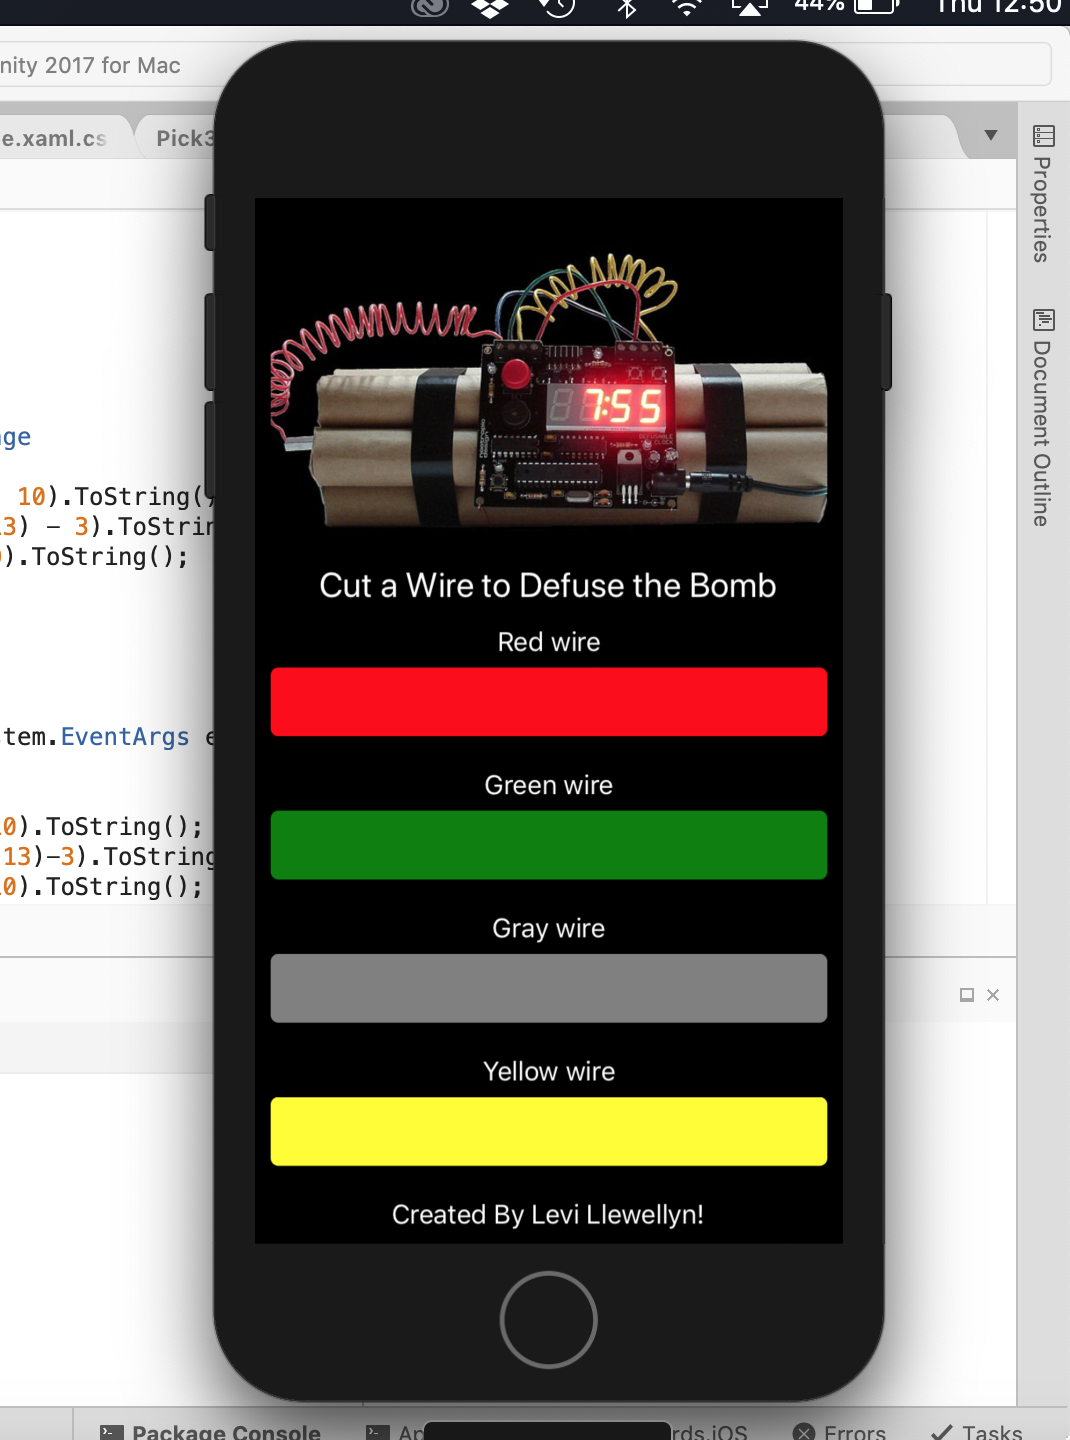 44%
Thu 12:50
nity 2017 for Mac
e.xaml.cs
Pick3
Properties
Document Outline
ge
10).ToString(
3) - 3).ToStrin
).ToString();
tem.EventArgs e
0).ToString();
13)-3).ToString
0).ToString();
7:55
DEFUSABLE
CLOCK
Cut a Wire to Defuse the Bomb
Red wire
Green wire
Gray wire
Yellow wire
Created By Levi Llewellyn!
Package Console
Ap
rds.iOS
Errors
Tasks